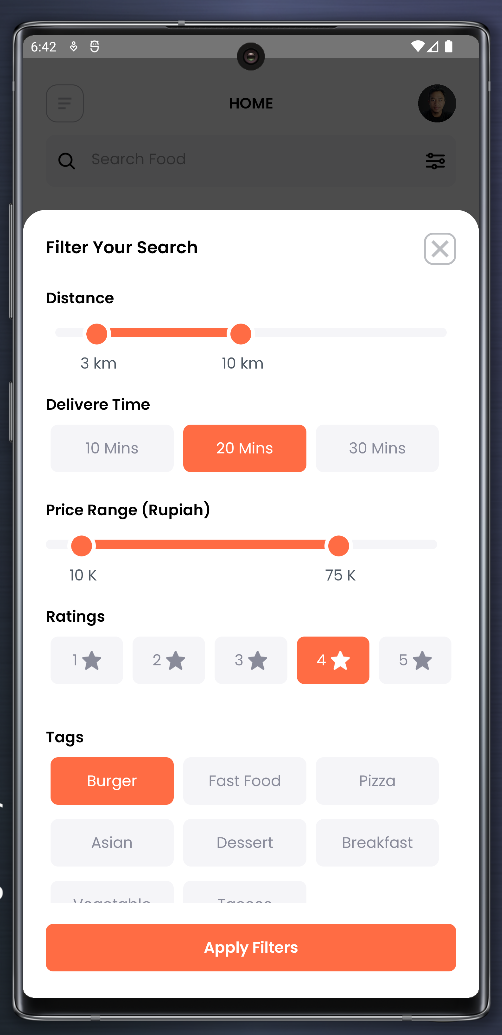 6:42
HOME
Search Food
Filter Your Search
Distance
3 km 10 km
Delivere Time
10 Mins 20 Mins 30 Mins
Price Range (Rupiah)
10 K 75 K
Ratings
1 2 3 4 5
Tags
Burger Fast Food Pizza
Asian Dessert Breakfast
Vegetable
Apply Filters